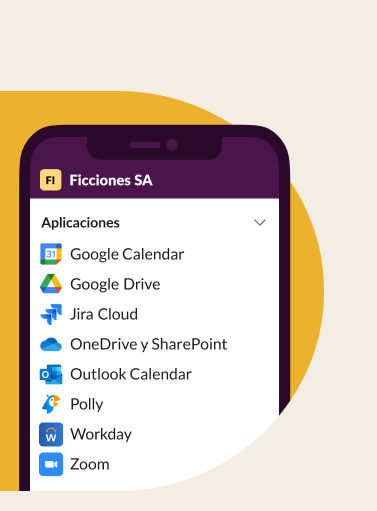 FI Ficciones SA
Aplicaciones
31 Google Calendar
Google Drive
Jira Cloud
OneDrive y SharePoint
O Outlook Calendar
Polly
W Workday
Zoom